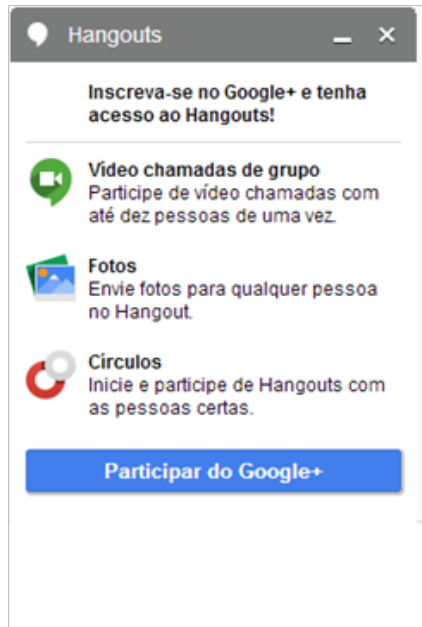 Hangouts
Inscreva-se no Google+ e tenha
acesso ao Hangouts!
Vídeo chamadas de grupo
Participe de vídeo chamadas com
até dez pessoas de uma vez.
Fotos
Envie fotos para qualquer pessoa
no Hangout.
Círculos
Inicie e participe de Hangouts com
as pessoas certas.
Participar do Google+